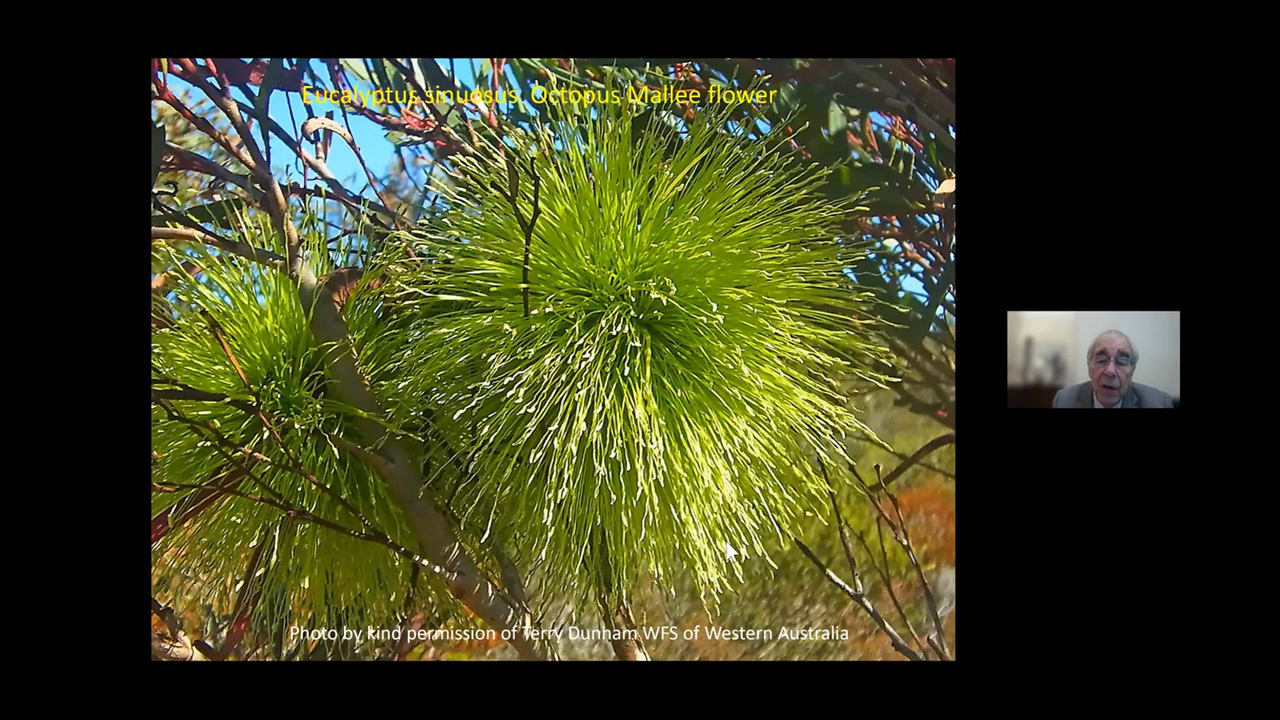 Eucalyptus sinuosus, Octopus Mallee flower
Photo by kind permission of Terry Dunham WFS of Western Australia